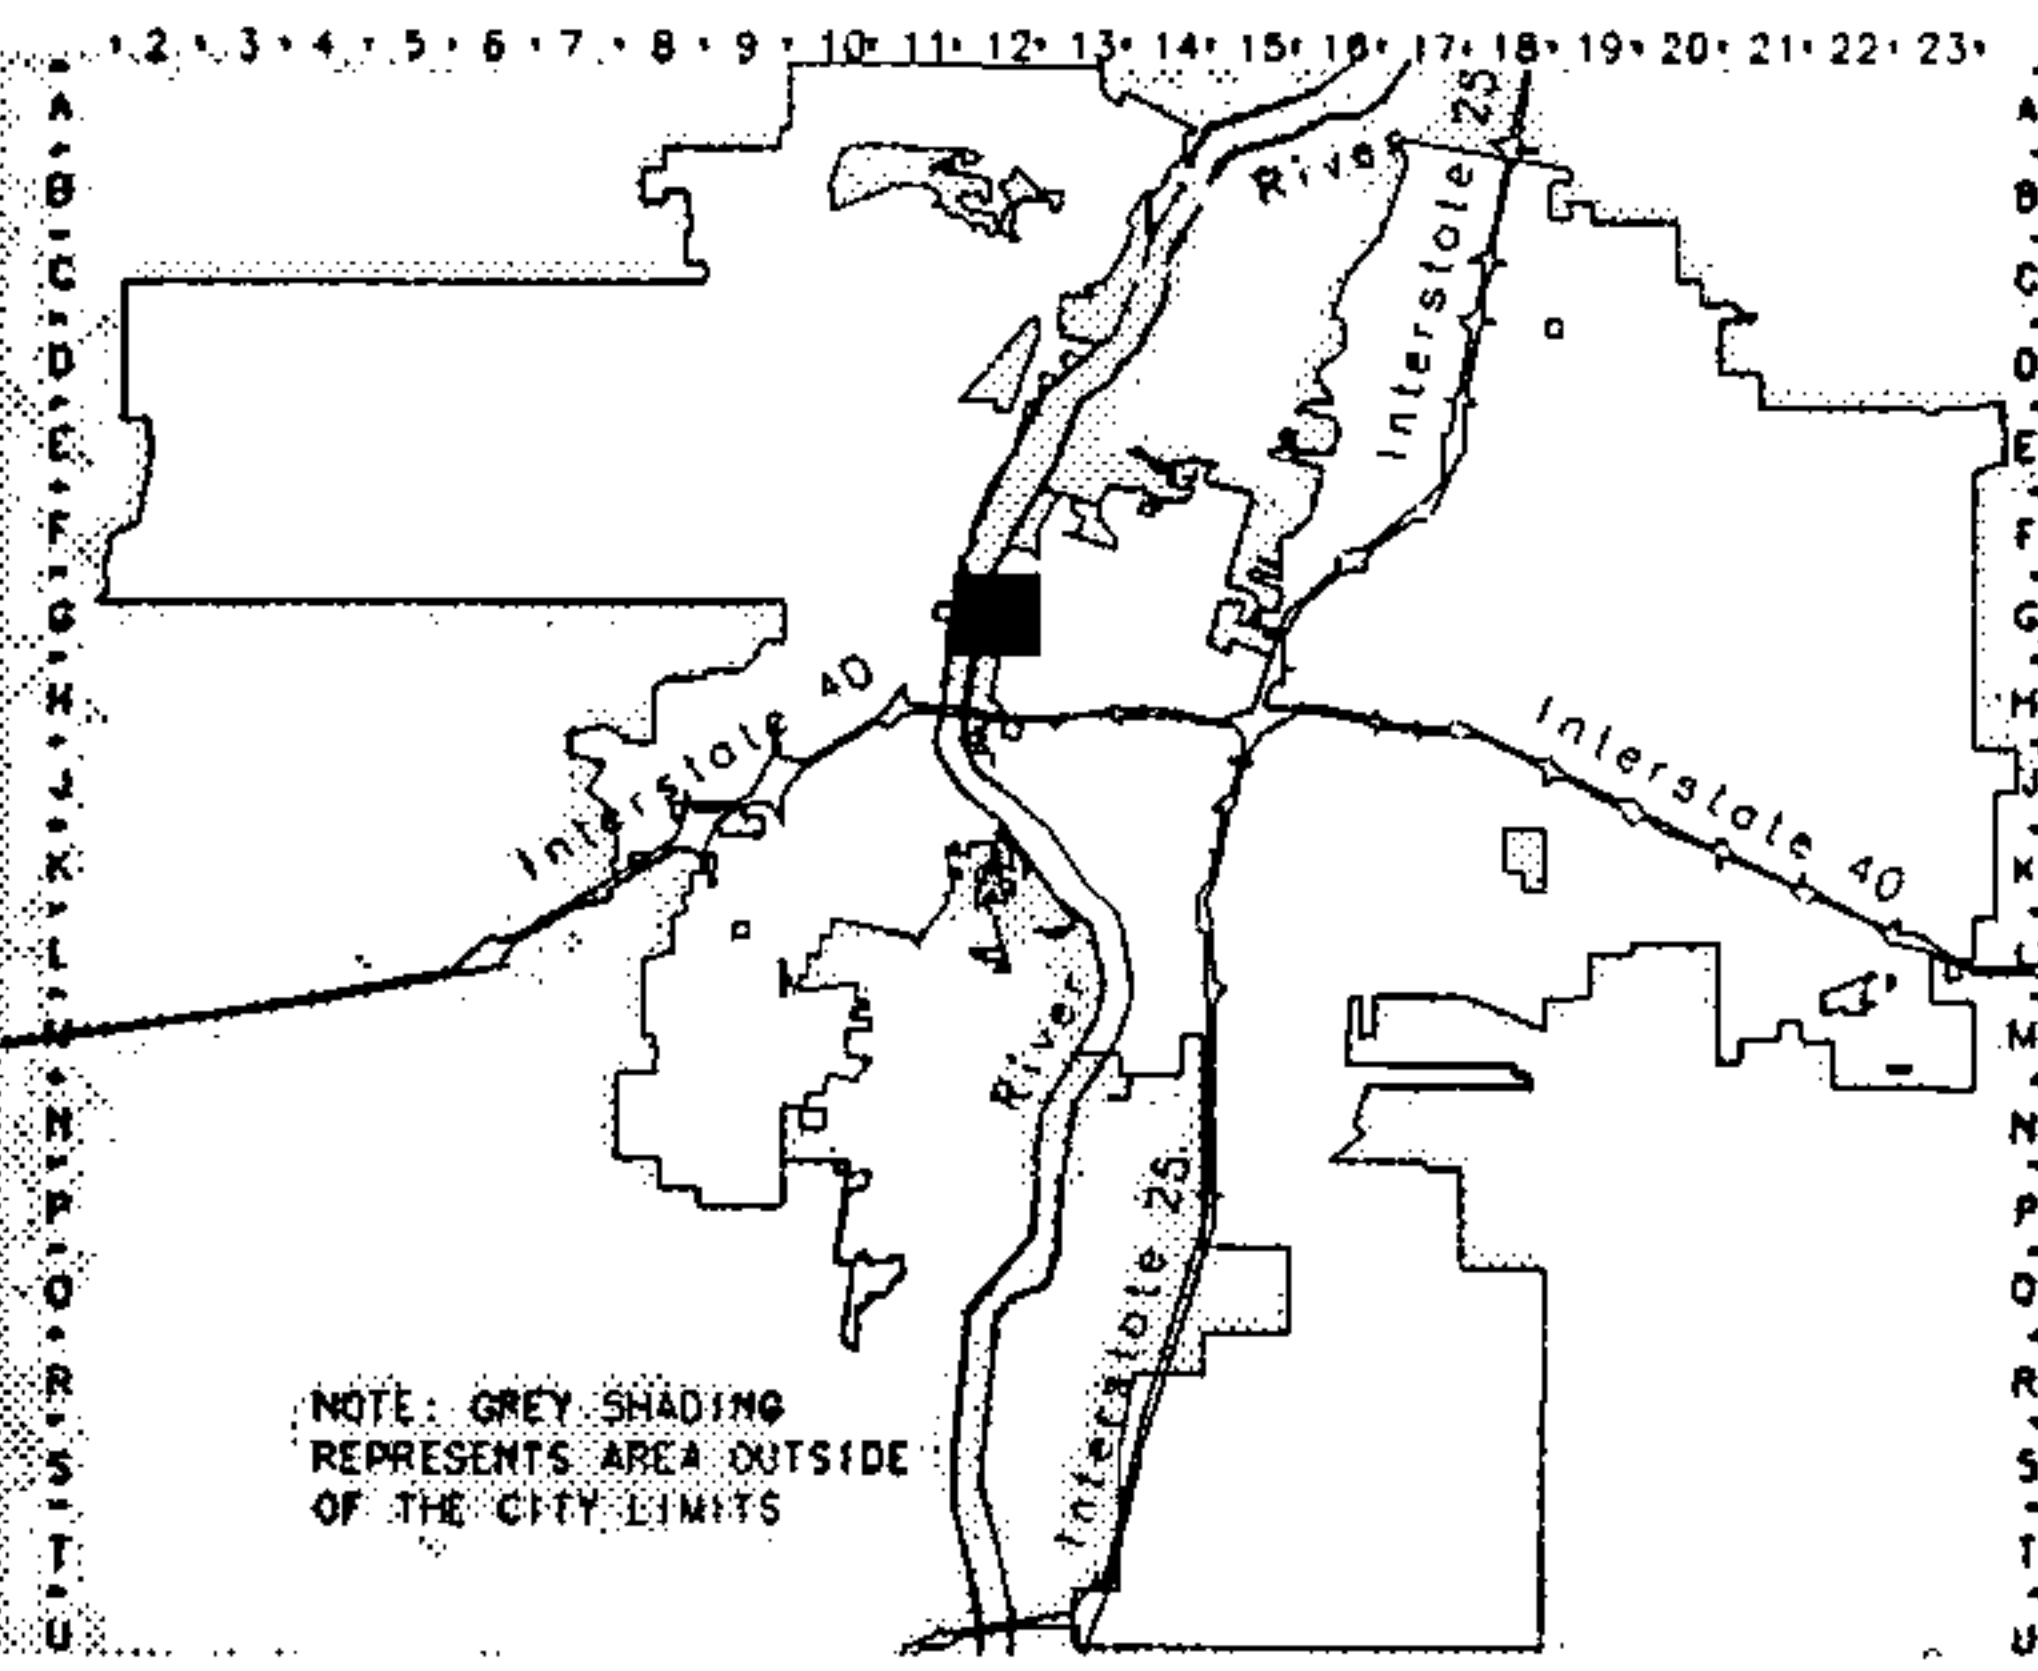 2 3 4 5 6 7 8 9 10 11 12 13 14 15 16 17 18 19 20 21 22 23
A
B
C
D
E
F
G
H
J
K
L
M
N
P
Q
R
S
T
U
River
Interstate 25
Interstate 40
Interstate 40
River
Interstate 25
NOTE: GREY SHADING
REPRESENTS AREA OUTSIDE
OF THE CITY LIMITS
A
B
C
D
E
F
G
H
J
K
L
M
N
P
Q
R
S
T
U